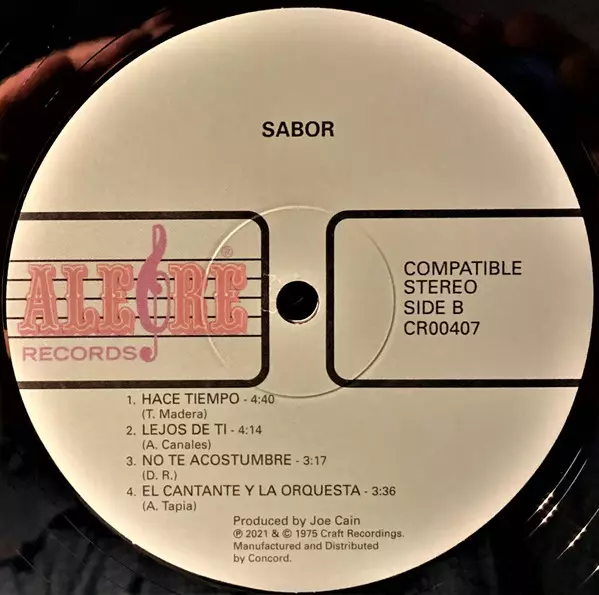 SABOR
ALEGRE ®
RECORDS
COMPATIBLE
STEREO
SIDE B
CR00407
1. HACE TIEMPO - 4:40
(T. Madera)
2. LEJOS DE TI - 4:14
(A. Canales)
3. NO TE ACOSTUMBRE - 3:17
(D. R.)
4. EL CANTANTE Y LA ORQUESTA - 3:36
(A. Tapia)
Produced by Joe Cain
℗ 2021 & © 1975 Craft Recordings.
Manufactured and Distributed
by Concord.